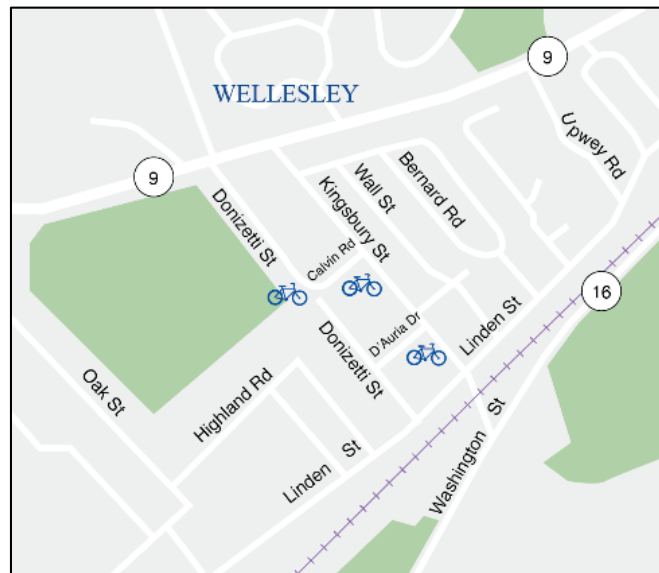 9
WELLESLEY
Upwey Rd
9
Bernard Rd
Wall St
Kingsbury St
Donizetti St
Calvin Rd
16
Linden St
D'Auria Dr
Donizetti St
Oak St
Highland Rd
Linden St
Washington St